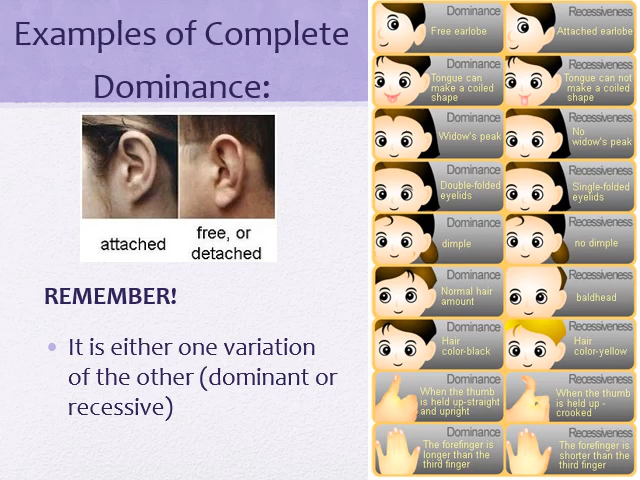 Examples of Complete
Dominance:
attached
free, or
detached
REMEMBER!
• It is either one variation
of the other (dominant or
recessive)
Dominance
Free earlobe
Recessiveness
Attached earlobe
Dominance
Tongue can
make a coiled
shape
Recessiveness
Tongue can not
make a coiled
shape
Dominance
Widow's peak
Recessiveness
No
widow's peak
Dominance
Double-folded
eyelids
Recessiveness
Single-folded
eyelids
Dominance
dimple
Recessiveness
no dimple
Dominance
Normal hair
amount
Recessiveness
baldhead
Dominance
Hair
color-black
Recessiveness
Hair
color-yellow
Dominance
When the thumb
is held up-straight
and upright
Recessiveness
When the thumb
is held up -
crooked
Dominance
The forefinger is
longer than the
third finger
Recessiveness
The forefinger is
shorter than the
third finger